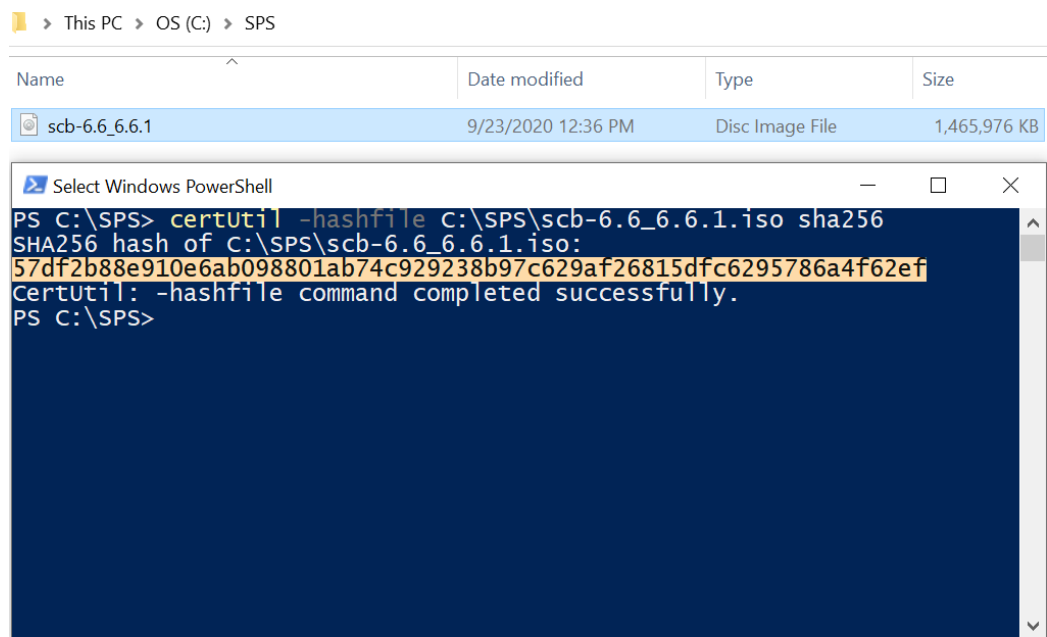 This PC > OS (C:) > SPS
Name Date modified Type Size
scb-6.6_6.6.1 9/23/2020 12:36 PM Disc Image File 1,465,976 KB
Select Windows PowerShell
PS C:\SPS> certUtil -hashfile C:\SPS\scb-6.6_6.6.1.iso sha256
SHA256 hash of C:\SPS\scb-6.6_6.6.1.iso:
57df2b88e910e6ab098801ab74c929238b97c629af26815dfc6295786a4f62ef
CertUtil: -hashfile command completed successfully.
PS C:\SPS>